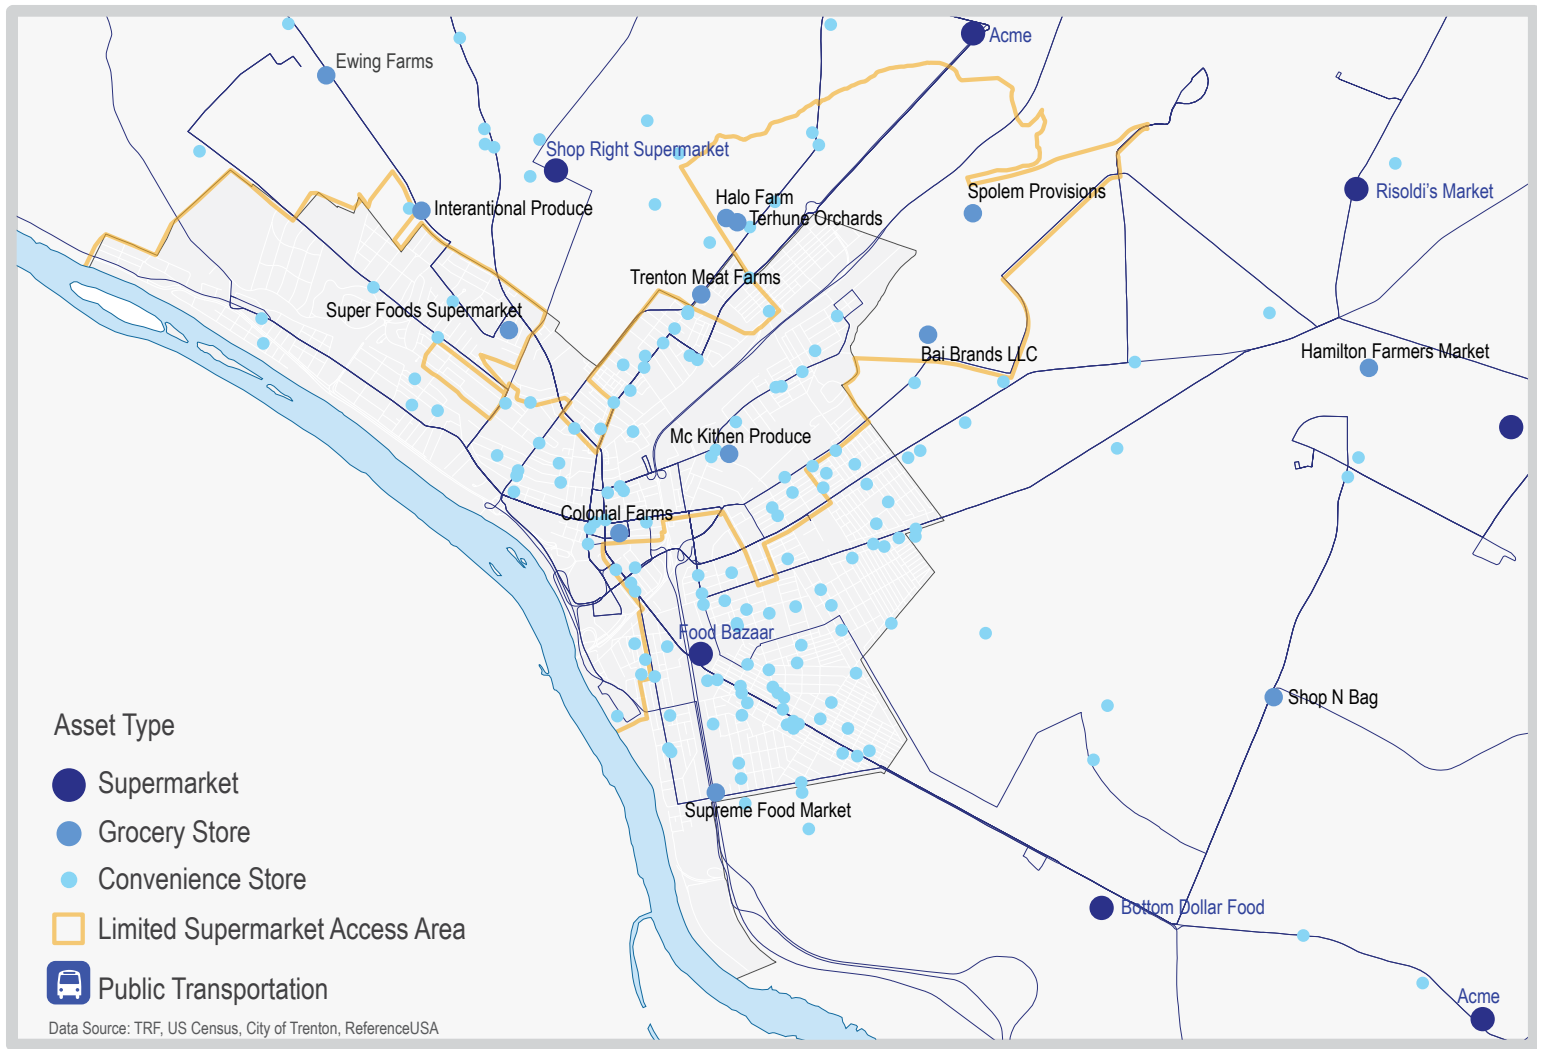 Acme
Ewing Farms
Shop Right Supermarket
Risoldi's Market
Spolem Provisions
Halo Farm
Interantional Produce
Terhune Orchards
Trenton Meat Farms
Super Foods Supermarket
Bai Brands LLC
Hamilton Farmers Market
Mc Kithen Produce
Colonial Farms
Food Bazaar
Shop N Bag
Supreme Food Market
Bottom Dollar Food
Acme
Asset Type
Supermarket
Grocery Store
Convenience Store
Limited Supermarket Access Area
Public Transportation
Data Source: TRF, US Census, City of Trenton, ReferenceUSA